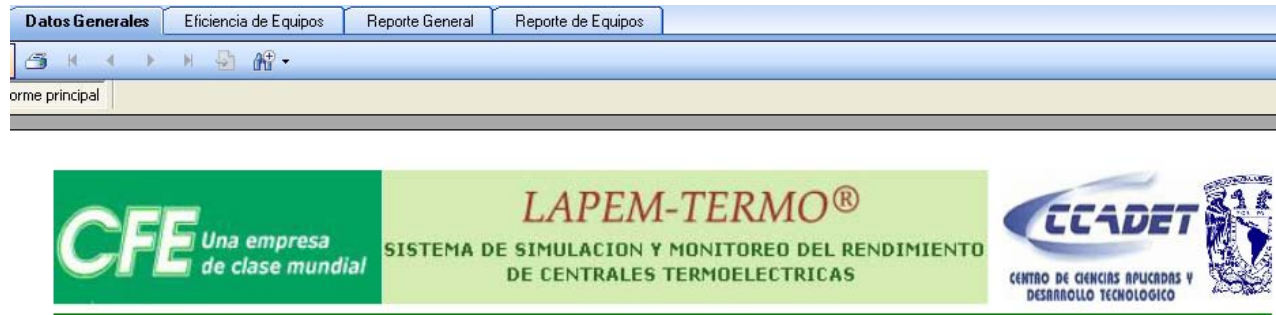 Datos Generales Eficiencia de Equipos Reporte General Reporte de Equipos
orme principal
CFE Una empresa
de clase mundial
LAPEM-TERMO®
SISTEMA DE SIMULACION Y MONITOREO DEL RENDIMIENTO
DE CENTRALES TERMOELECTRICAS
CCADET
CENTRO DE CIENCIAS APLICADAS Y
DESARROLLO TECNOLOGICO